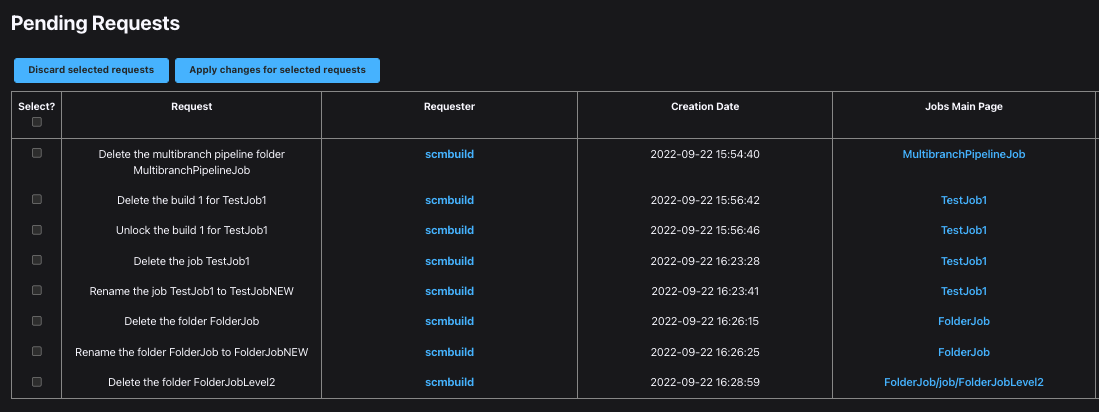 Pending Requests
Discard selected requests Apply changes for selected requests
Select? Request Requester Creation Date Jobs Main Page
Delete the multibranch pipeline folder scmbuild 2022-09-22 15:54:40 MultibranchPipelineJob
MultibranchPipelineJob
Delete the build 1 for TestJob1 scmbuild 2022-09-22 15:56:42 TestJob1
Unlock the build 1 for TestJob1 scmbuild 2022-09-22 15:56:46 TestJob1
Delete the job TestJob1 scmbuild 2022-09-22 16:23:28 TestJob1
Rename the job TestJob1 to TestJobNEW scmbuild 2022-09-22 16:23:41 TestJob1
Delete the folder FolderJob scmbuild 2022-09-22 16:26:15 FolderJob
Rename the folder FolderJob to FolderJobNEW scmbuild 2022-09-22 16:26:25 FolderJob
Delete the folder FolderJobLevel2 scmbuild 2022-09-22 16:28:59 FolderJob/job/FolderJobLevel2